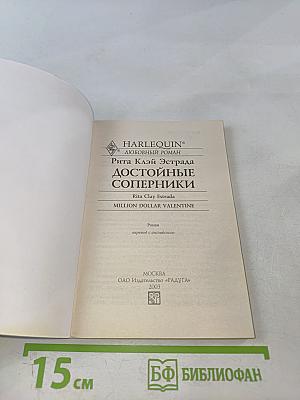 HARLEQUIN®
ЛЮБОВНЫЙ РОМАН
Рита Клэй Эстрада
ДОСТОЙНЫЕ
СОПЕРНИКИ
Rita Clay Estrada
MILLION DOLLAR VALENTINE
Роман
перевод с английского
МОСКВА
ОАО Издательство «РАДУГА»
2003
15 см
БФ БИБЛИОФАН